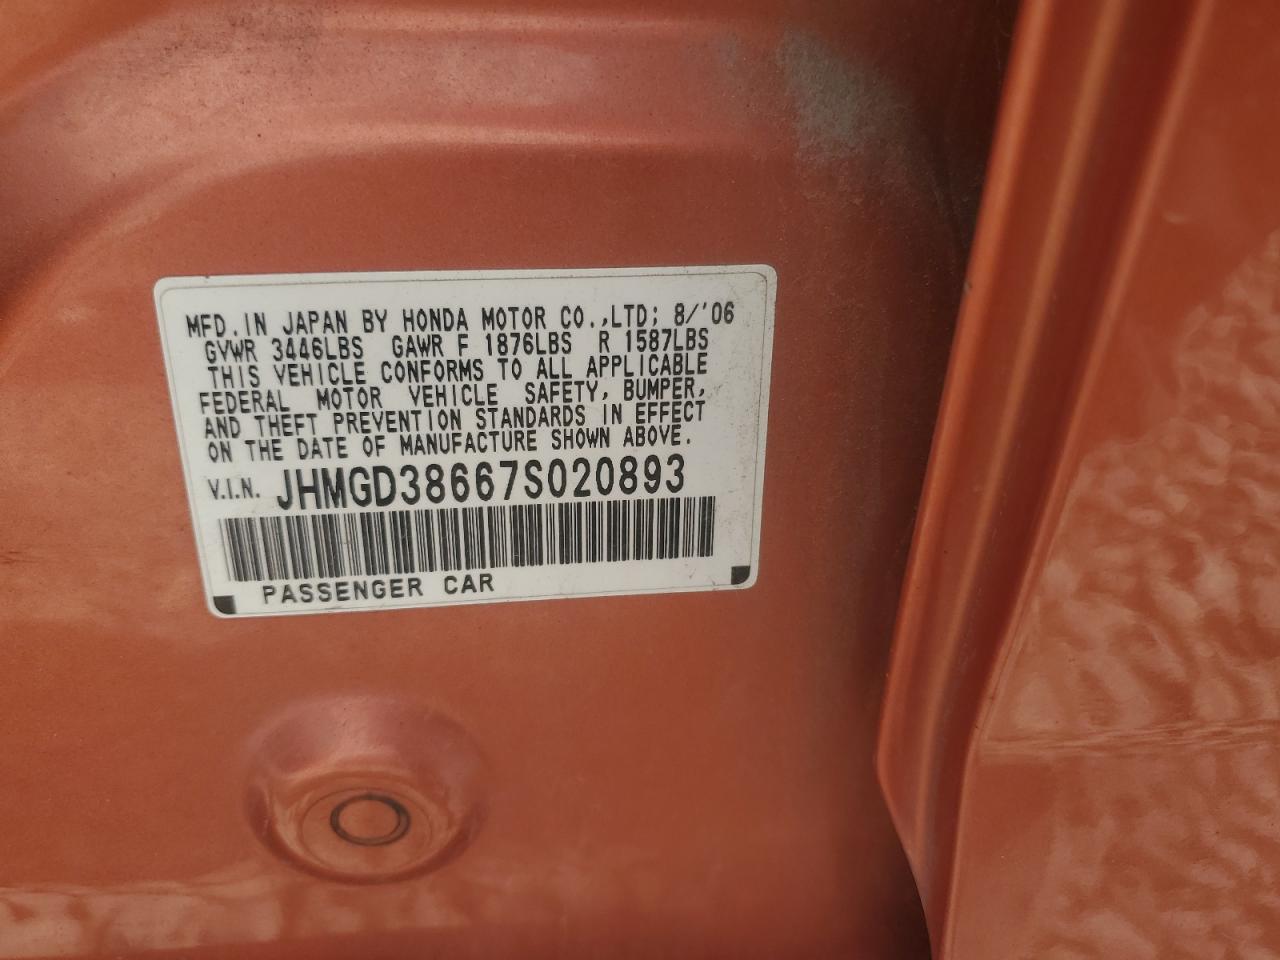 MFD. IN JAPAN BY HONDA MOTOR CO.,LTD; 8/'06
GVWR 3446LBS GAWR F 1876LBS R 1587LBS
THIS VEHICLE CONFORMS TO ALL APPLICABLE
FEDERAL MOTOR VEHICLE SAFETY, BUMPER,
AND THEFT PREVENTION STANDARDS IN EFFECT
ON THE DATE OF MANUFACTURE SHOWN ABOVE.
V.I.N. JHMGD38667S020893
PASSENGER CAR